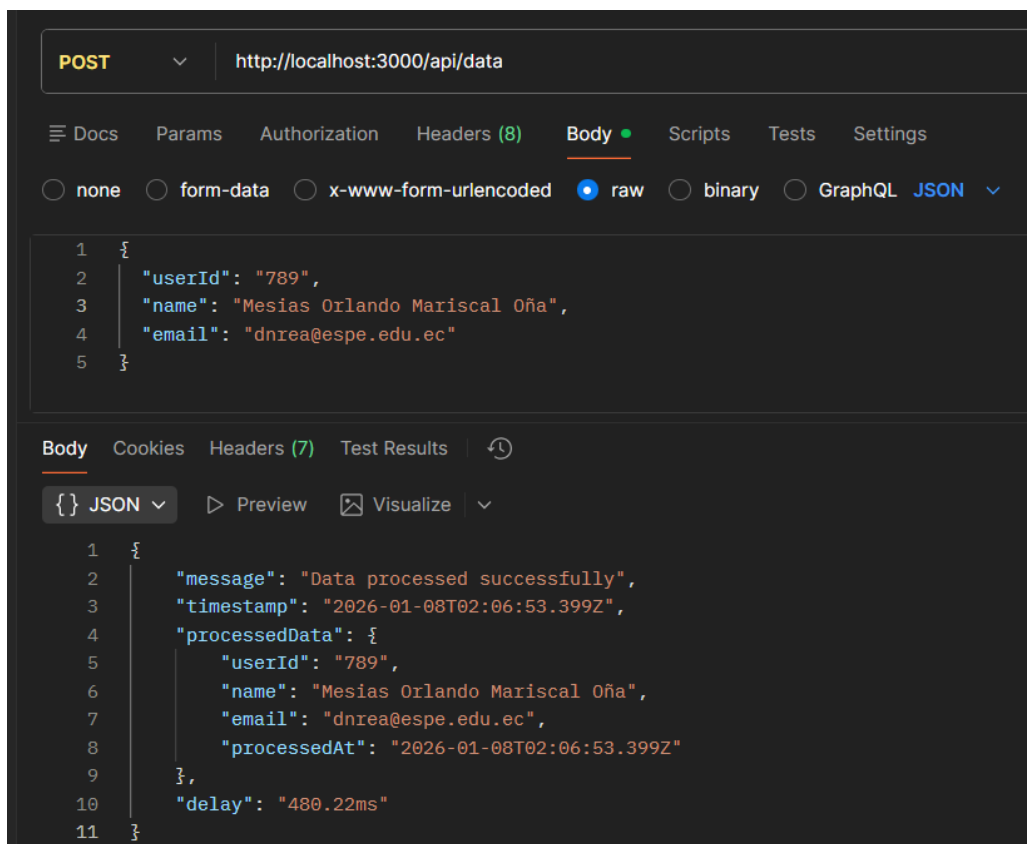 POST http://localhost:3000/api/data
Docs Params Authorization Headers (8) Body Scripts Tests Settings
none form-data x-www-form-urlencoded raw binary GraphQL JSON
1 {
2 "userId": "789",
3 "name": "Mesias Orlando Mariscal Oña",
4 "email": "dnrea@espe.edu.ec"
5 }
Body Cookies Headers (7) Test Results
{} JSON Preview Visualize
1 {
2 "message": "Data processed successfully",
3 "timestamp": "2026-01-08T02:06:53.399Z",
4 "processedData": {
5 "userId": "789",
6 "name": "Mesias Orlando Mariscal Oña",
7 "email": "dnrea@espe.edu.ec",
8 "processedAt": "2026-01-08T02:06:53.399Z"
9 },
10 "delay": "480.22ms"
11 }